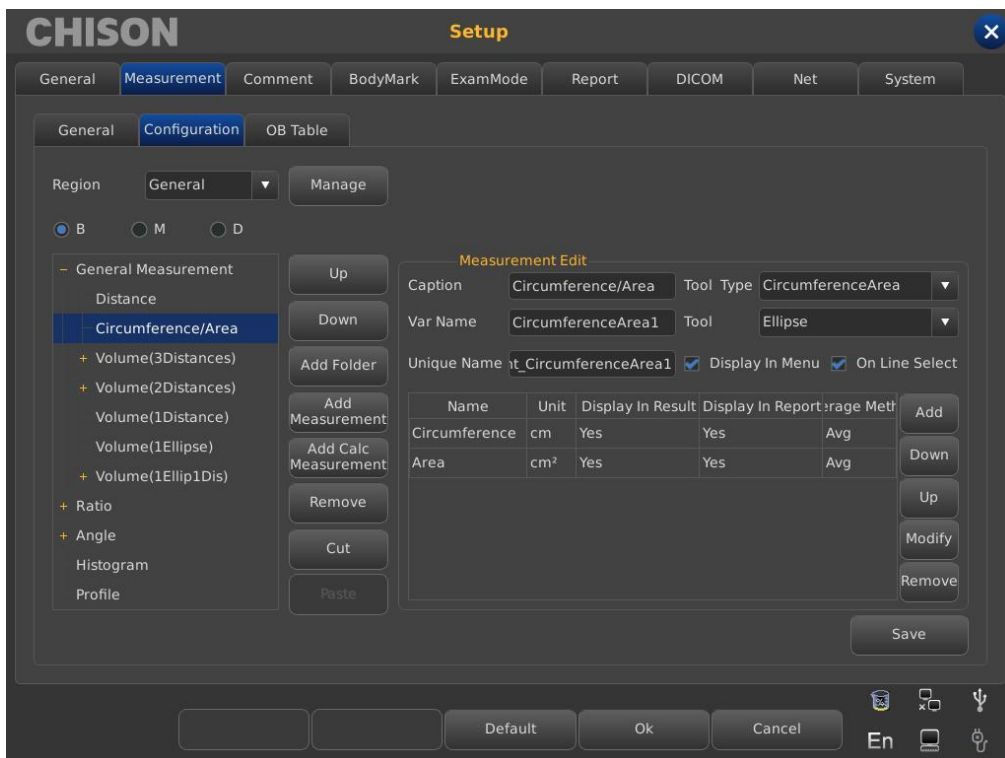 CHISON
Setup
General Measurement Comment BodyMark ExamMode Report DICOM Net System
General Configuration OB Table
Region General Manage
B M D
General Measurement
Distance
Circumference/Area
Volume(3Distances)
Volume(2Distances)
Volume(1Distance)
Volume(1Ellipse)
Volume(1Ellip1Dis)
Ratio
Angle
Histogram
Profile
Up
Down
Add Folder
Add
Measurement
Add Calc
Measurement
Remove
Cut
Paste
Measurement Edit
Caption Circumference/Area Tool Type CircumferenceArea
Var Name CircumferenceArea1 Tool Ellipse
Unique Name nt_CircumferenceArea1 Display In Menu On Line Select
Name Unit Display In Result Display In Report erage Meth
Circumference cm Yes Yes Avg
Area cm² Yes Yes Avg
Add
Down
Up
Modify
Remove
Save
Default Ok Cancel
En